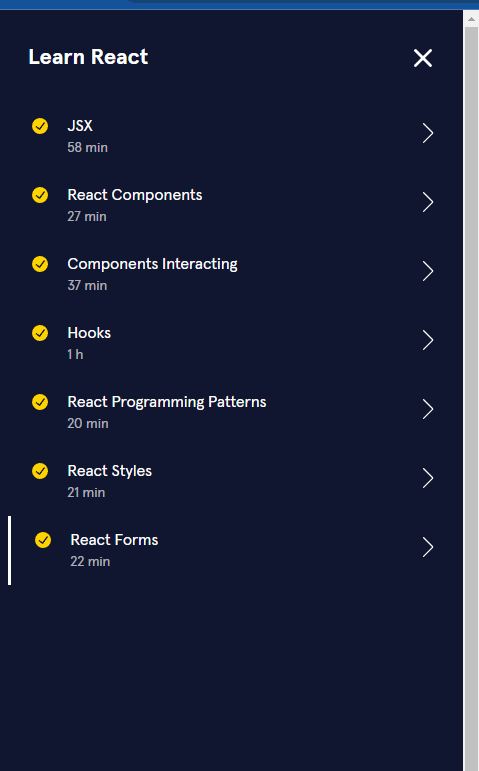 Learn React
JSX
58 min
React Components
27 min
Components Interacting
37 min
Hooks
1 h
React Programming Patterns
20 min
React Styles
21 min
React Forms
22 min